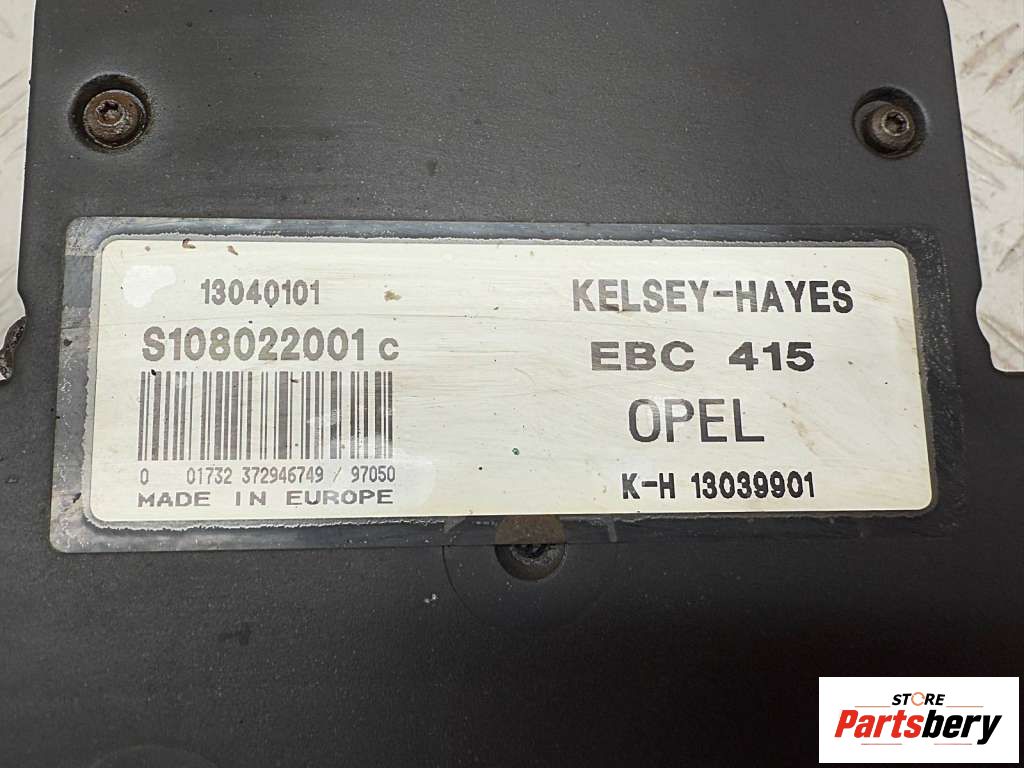 13040101
S108022001 C
0 01732 372946749 / 97050
MADE IN EUROPE
KELSEY-HAYES
EBC 415
OPEL
K-H 13039901
STORE
Partsbery